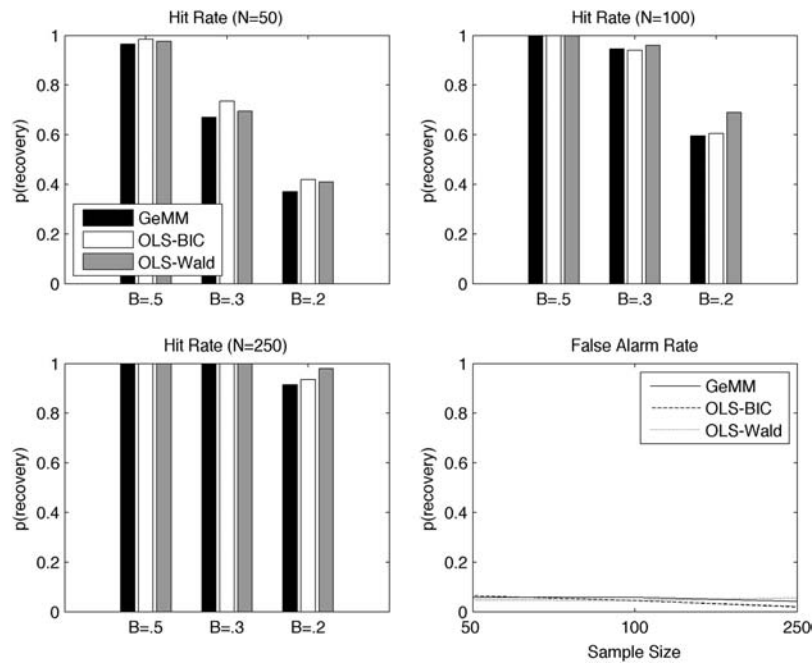 Hit Rate (N=50)
p(recovery)
1
0.8
0.6
0.4
0.2
0
GeMM
OLS-BIC
OLS-Wald
B=.5 B=.3 B=.2
Hit Rate (N=100)
p(recovery)
1
0.8
0.6
0.4
0.2
0
B=.5 B=.3 B=.2
Hit Rate (N=250)
p(recovery)
1
0.8
0.6
0.4
0.2
0
B=.5 B=.3 B=.2
False Alarm Rate
p(recovery)
1
0.8
0.6
0.4
0.2
0
GeMM
OLS-BIC
OLS-Wald
50 100 250
Sample Size